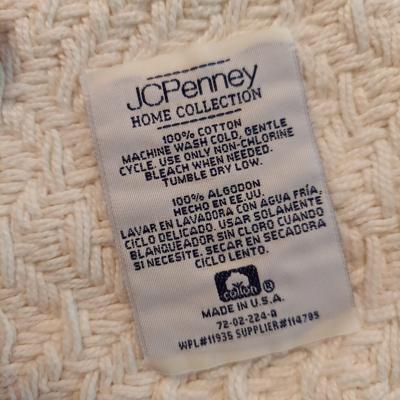 JCPenney
HOME COLLECTION
100% COTTON
MACHINE WASH COLD, GENTLE
CYCLE. USE ONLY NON-CHLORINE
BLEACH WHEN NEEDED.
TUMBLE DRY LOW.
100% ALGODON
HECHO EN EE.UU.
LAVAR EN LAVADORA CON AGUA FRÍA,
CICLO DELICADO. USAR SOLAMENTE
BLANQUEADOR SIN CLORO CUANDO
SI NECESITE. SECAR EN SECADORA
CICLO LENTO.
cotton ®
MADE IN U.S.A.
72-02-224-A
WPL#11935 SUPPLIER#114795